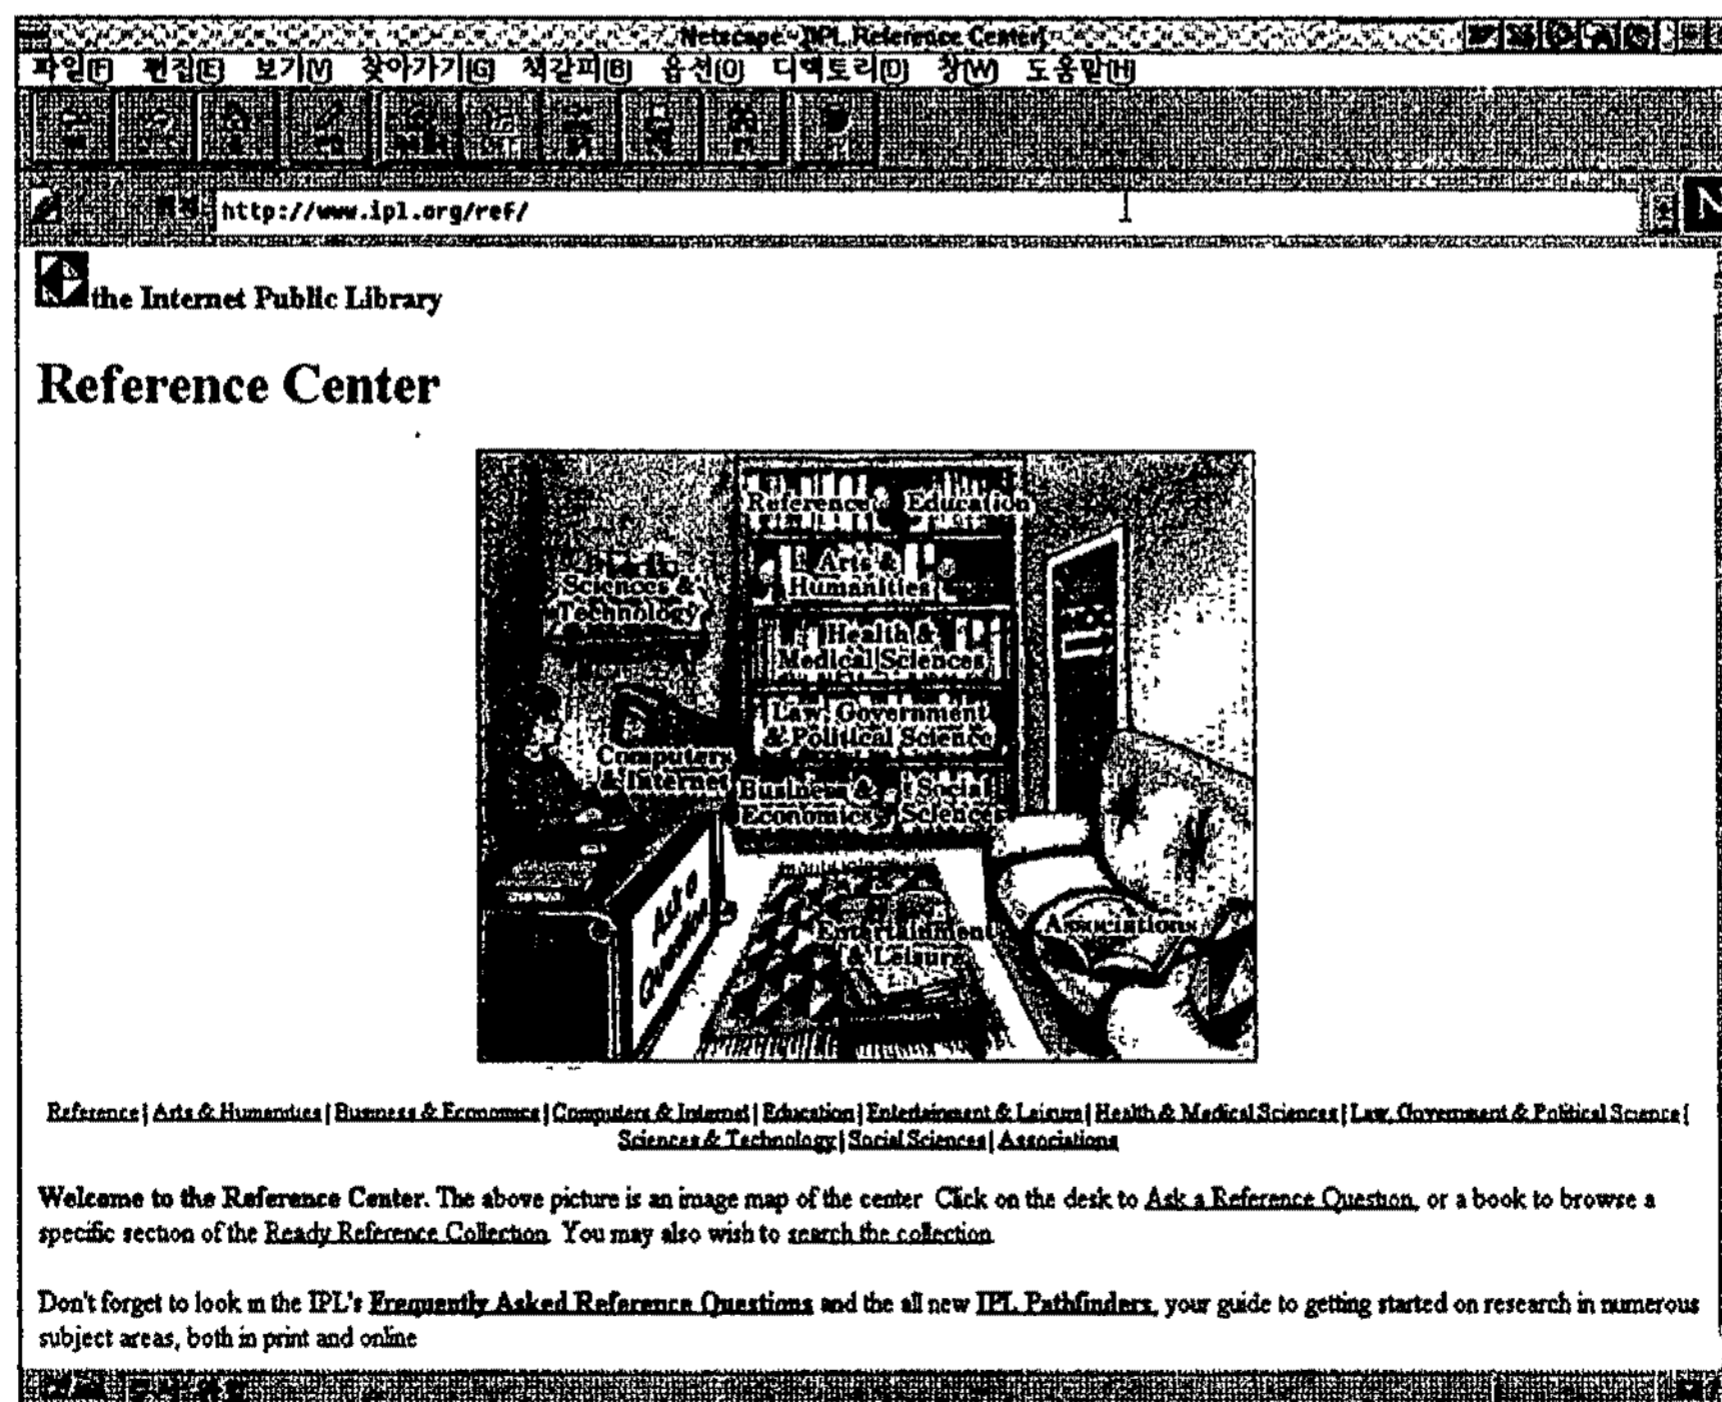 Netscape - [IPL Reference Center]
파일(F) 편집(E) 보기(V) 찾아가기(G) 책갈피(B) 옵션(O) 디렉토리(D) 창(W) 도움말(H)
http://www.ipl.org/ref/
the Internet Public Library
Reference Center
Reference Education
Arts &
Humanities
Sciences &
Technology
Health &
Medical Sciences
Law, Government
& Political Science
Computers
& Internet
Business &
Economics
Social
Sciences
Ask a
Question
Entertainment
& Leisure
Associations
Reference | Arts & Humanities | Business & Economics | Computers & Internet | Education | Entertainment & Leisure | Health & Medical Sciences | Law, Government & Political Science |
Sciences & Technology | Social Sciences | Associations
Welcome to the Reference Center. The above picture is an image map of the center Click on the desk to Ask a Reference Question, or a book to browse a
specific section of the Ready Reference Collection. You may also wish to search the collection
Don't forget to look in the IPL's Frequently Asked Reference Questions and the all new IPL Pathfinders, your guide to getting started on research in numerous
subject areas, both in print and online